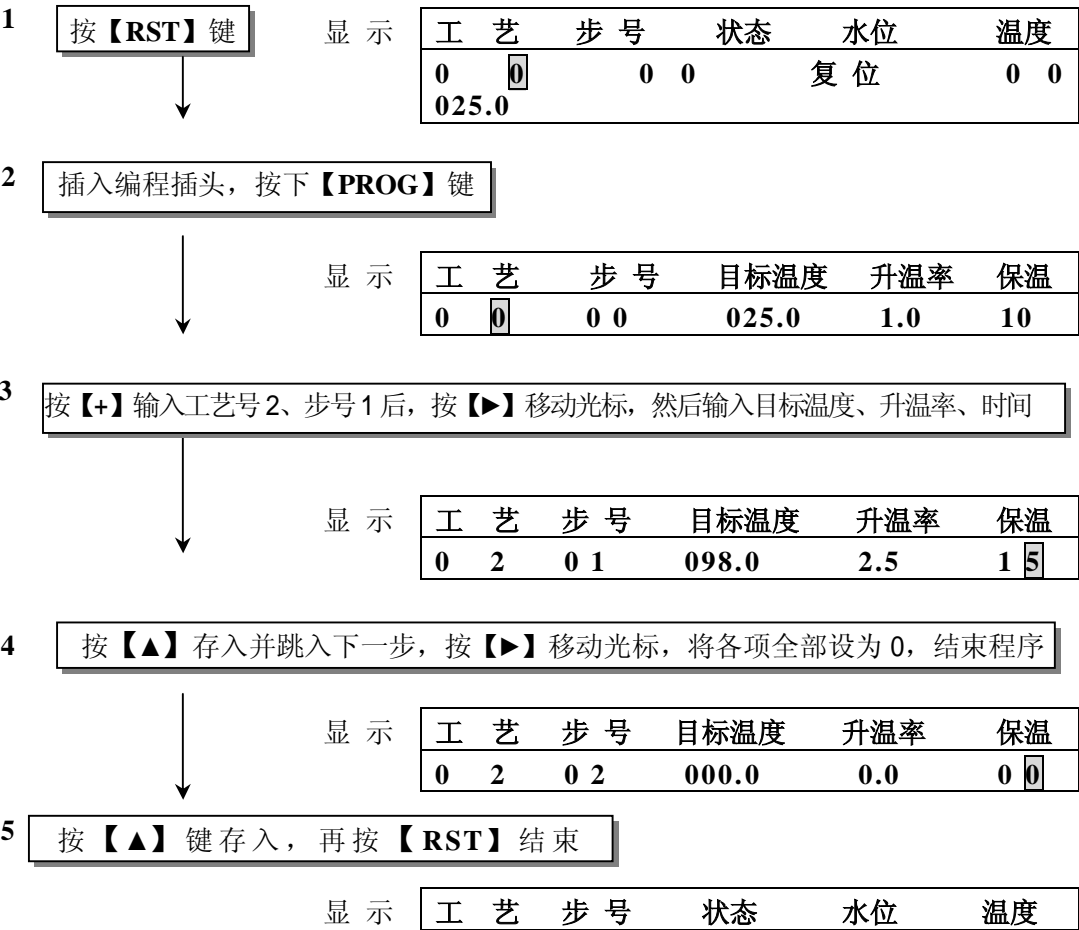 1 按【RST】键 显 示 工 艺 步 号 状态 水位 温度
0 0 0 0 复 位 0 0
025.0
2 插入编程插头，按下【PROG】键
显 示 工 艺 步 号 目标温度 升温率 保温
0 0 0 0 025.0 1.0 10
3 按【+】输入工艺号 2、步号 1 后，按【►】移动光标，然后输入目标温度、升温率、时间
显 示 工 艺 步 号 目标温度 升温率 保温
0 2 0 1 098.0 2.5 1 5
4 按【▲】存入并跳入下一步，按【►】移动光标，将各项全部设为 0，结束程序
显 示 工 艺 步 号 目标温度 升温率 保温
0 2 0 2 000.0 0.0 0 0
5 按【▲】键存入，再按【RST】结束
显 示 工 艺 步 号 状态 水位 温度